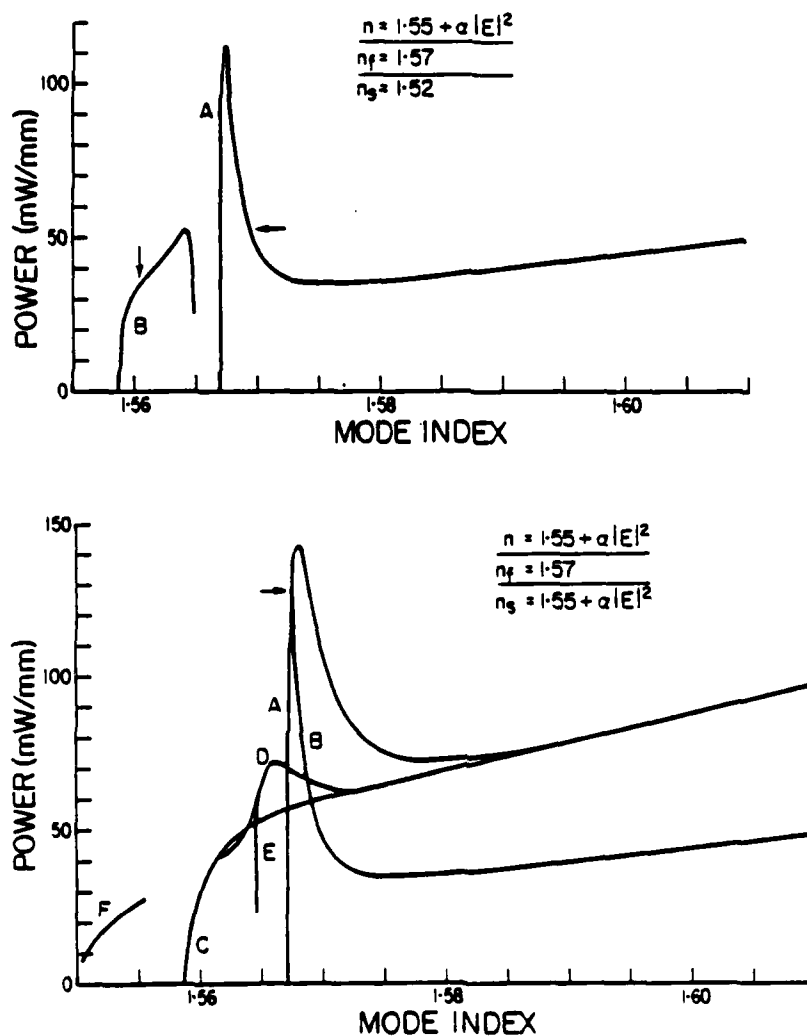 n = 1·55 + α|E|²
n_f = 1·57
n_s = 1·52
100
A
50
B
0
1·56
1·58
1·60
POWER (mW/mm)
MODE INDEX
150
n = 1·55 + α|E|²
n_f = 1·57
n_s = 1·55 + α|E|²
100
A
B
D
50
E
F
C
0
1·56
1·58
1·60
POWER (mW/mm)
MODE INDEX